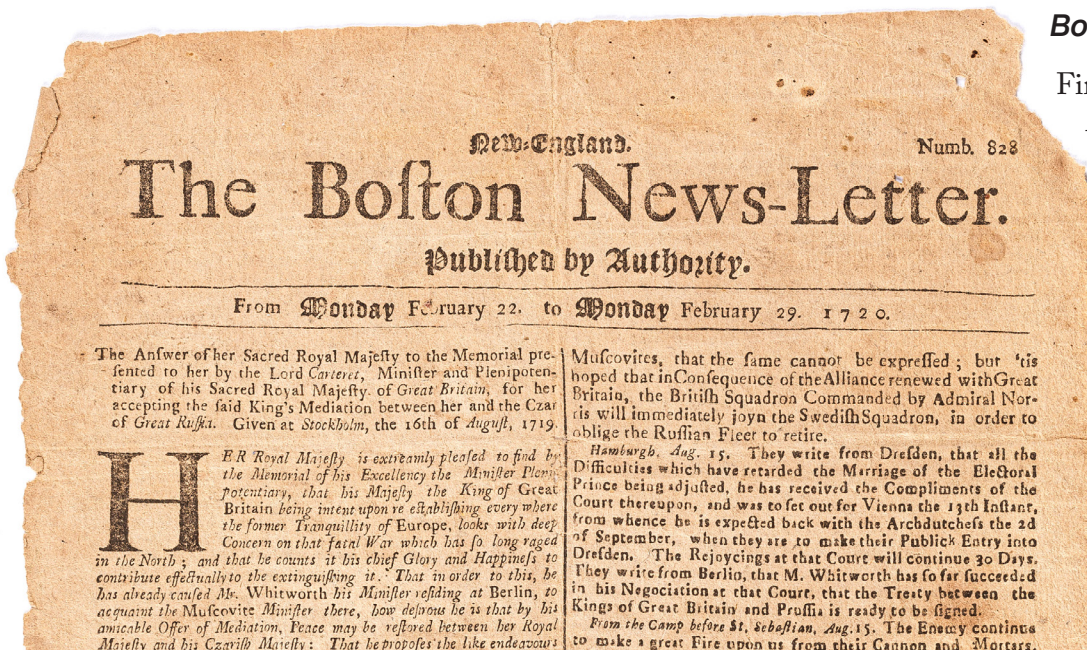 Bo
Fi
New-England.
Numb. 828
The Boſton News-Letter.
Publiſhed by Authority.
From Monday February 22. to Monday February 29. 1720.
The Anſwer of her Sacred Royal Majeſty to the Memorial pre-
ſented to her by the Lord Carteret, Miniſter and Plenipoten-
tiary of his Sacred Royal Majeſty of Great Britain, for her
accepting the ſaid King's Mediation between her and the Czar
of Great Ruſſia. Given at Stockholm, the 16th of Auguſt, 1719.
HER Royal Majeſty is extreamly pleaſed to find by
the Memorial of his Excellency the Miniſter Pleni-
potentiary, that his Majeſty the King of Great
Britain being intent upon re eſtabliſhing every where
the former Tranquillity of Europe, looks with deep
Concern on that fatal War which has ſo long raged
in the North; and that he counts it his chief Glory and Happineſs to
contribute effectually to the extinguiſhing it. That in order to this, he
has already cauſed Mr. Whitworth his Miniſter reſiding at Berlin, to
acquaint the Muſcovite Miniſter there, how deſirous he is that by his
amicable Offer of Mediation, Peace may be reſtored between her Royal
Majeſty and his Czariſh Majeſty: That he propoſes the like endeavours
Muſcovites, that the ſame cannot be expreſſed; but 'tis
hoped that in Conſequence of the Alliance renewed with Great
Britain, the Britiſh Squadron Commanded by Admiral Nor-
ris will immediately joyn the Swediſh Squadron, in order to
oblige the Ruſſian Fleet to retire.
Hamburgh, Aug. 15. They write from Dreſden, that all the
Difficulties which have retarded the Marriage of the Electoral
Prince being adjuſted, he has received the Compliments of the
Court thereupon, and was to ſet out for Vienna the 13th Inſtant,
from whence he is expected back with the Archdutcheſs the 2d
of September, when they are to make their Publick Entry into
Dreſden. The Rejoycings at that Court will continue 30 Days.
They write from Berlin, that M. Whitworth has ſo far ſucceeded
in his Negociation at that Court, that the Treaty between the
Kings of Great Britain and Pruſſia is ready to be ſigned.
From the Camp before St. Sebaſtian, Aug. 15. The Enemy continue
to make a great Fire upon us from their Cannon and Mortars.